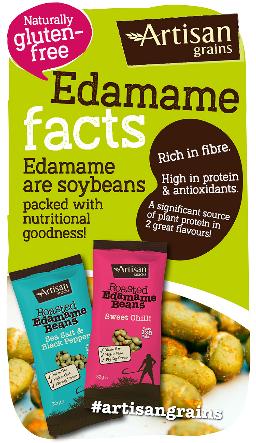 Naturally
gluten-
free
Artisan
grains
Edamame
facts
Edamame
are soybeans
packed with
nutritional
goodness!
Rich in fibre.
High in protein
& antioxidants.
A significant source
of plant protein in
2 great flavours!
Artisan
Roasted
Edamame
Beans
Sea Salt &
Black Pepper
Artisan
Roasted
Edamame
Beans
Sweet Chilli
#artisangrains